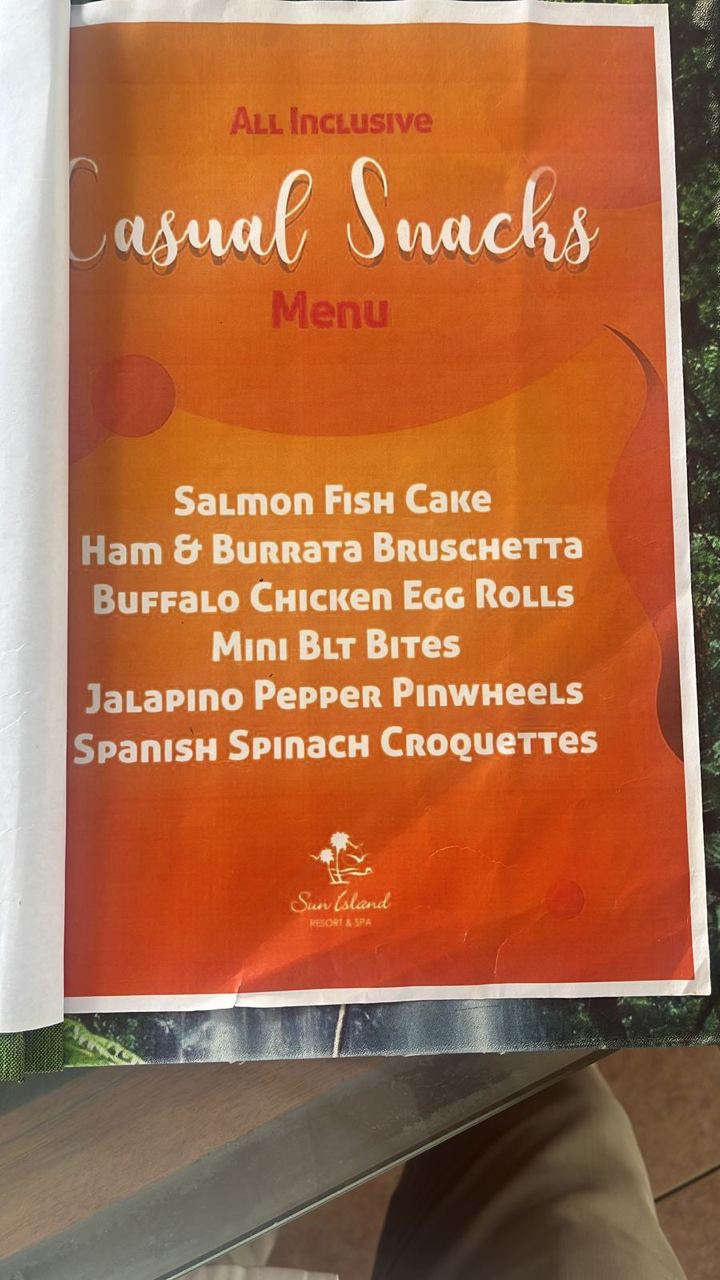 All Inclusive
Casual Snacks
Menu
Salmon Fish Cake
Ham & Burrata Bruschetta
Buffalo Chicken Egg Rolls
Mini Blt Bites
Jalapino Pepper Pinwheels
Spanish Spinach Croquettes
Sun Island
RESORT & SPA